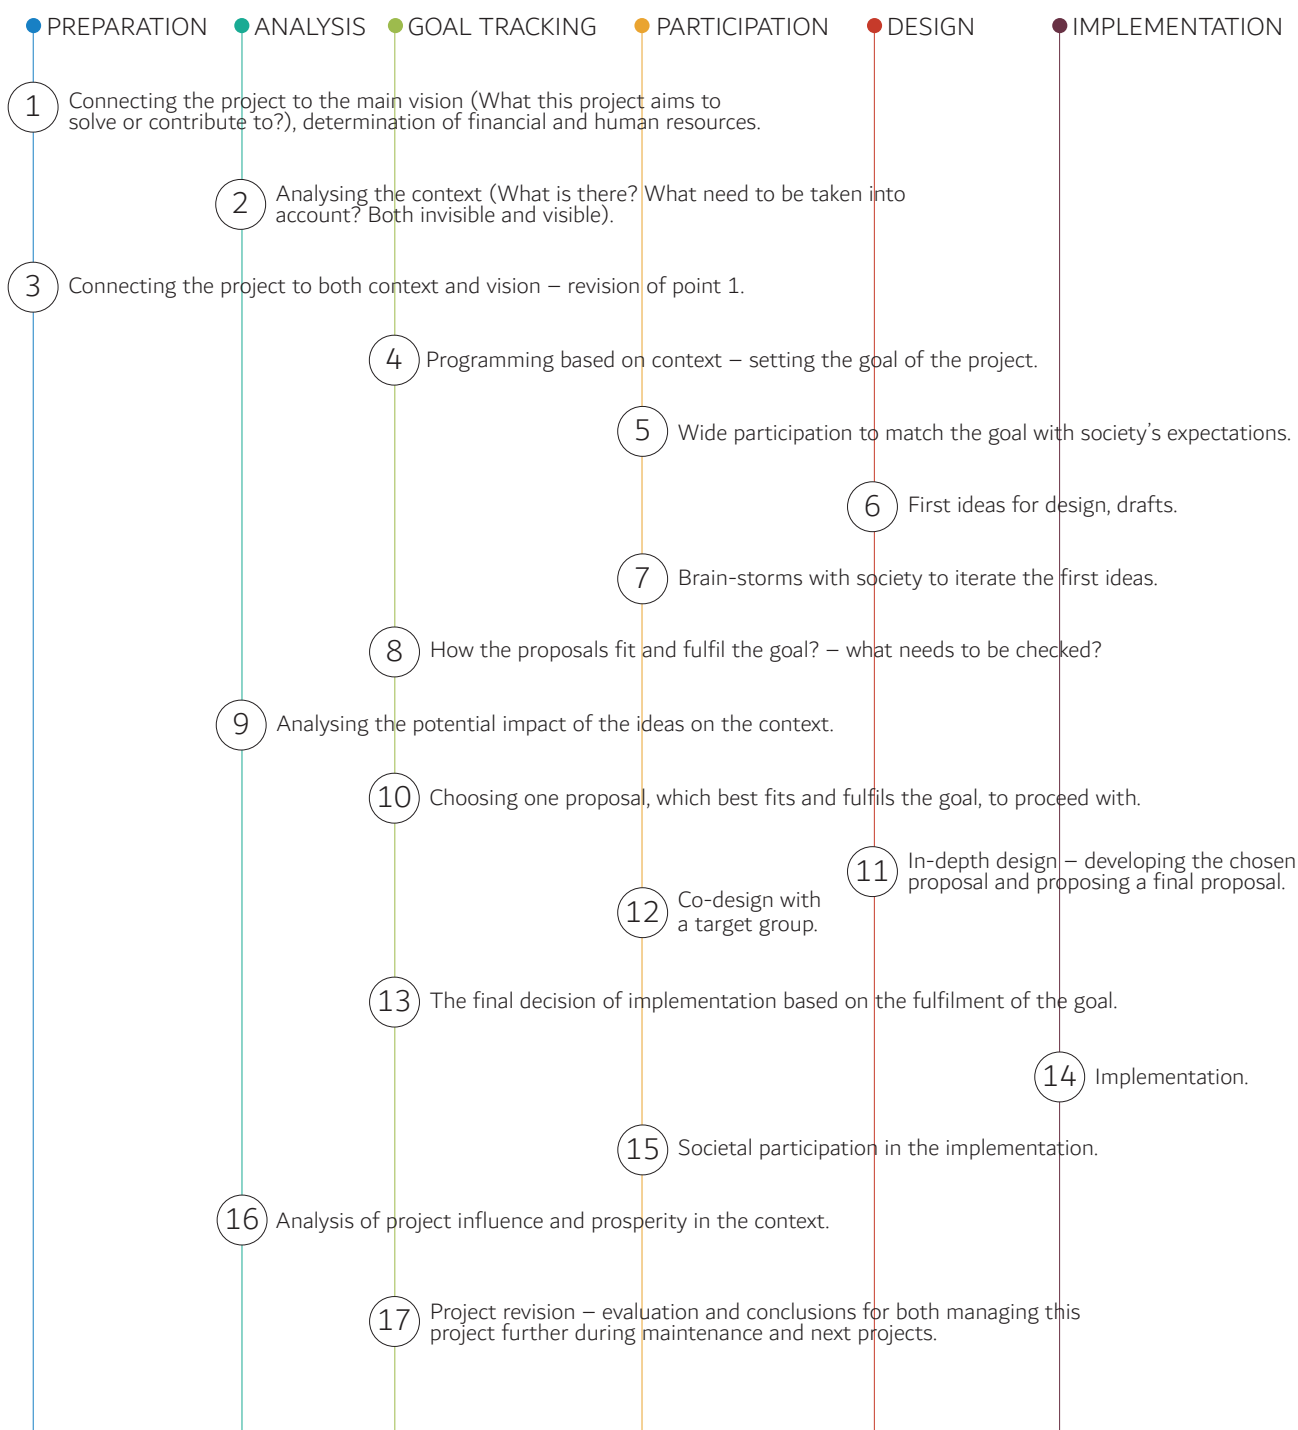 PREPARATION
ANALYSIS
GOAL TRACKING
PARTICIPATION
DESIGN
IMPLEMENTATION
1
Connecting the project to the main vision (What this project aims to
solve or contribute to?), determination of financial and human resources.
2
Analysing the context (What is there? What need to be taken into
account? Both invisible and visible).
3
Connecting the project to both context and vision – revision of point 1.
4
Programming based on context – setting the goal of the project.
5
Wide participation to match the goal with society’s expectations.
6
First ideas for design, drafts.
7
Brain-storms with society to iterate the first ideas.
8
How the proposals fit and fulfil the goal? – what needs to be checked?
9
Analysing the potential impact of the ideas on the context.
10
Choosing one proposal, which best fits and fulfils the goal, to proceed with.
11
In-depth design – developing the chosen
proposal and proposing a final proposal.
12
Co-design with
a target group.
13
The final decision of implementation based on the fulfilment of the goal.
14
Implementation.
15
Societal participation in the implementation.
16
Analysis of project influence and prosperity in the context.
17
Project revision – evaluation and conclusions for both managing this
project further during maintenance and next projects.